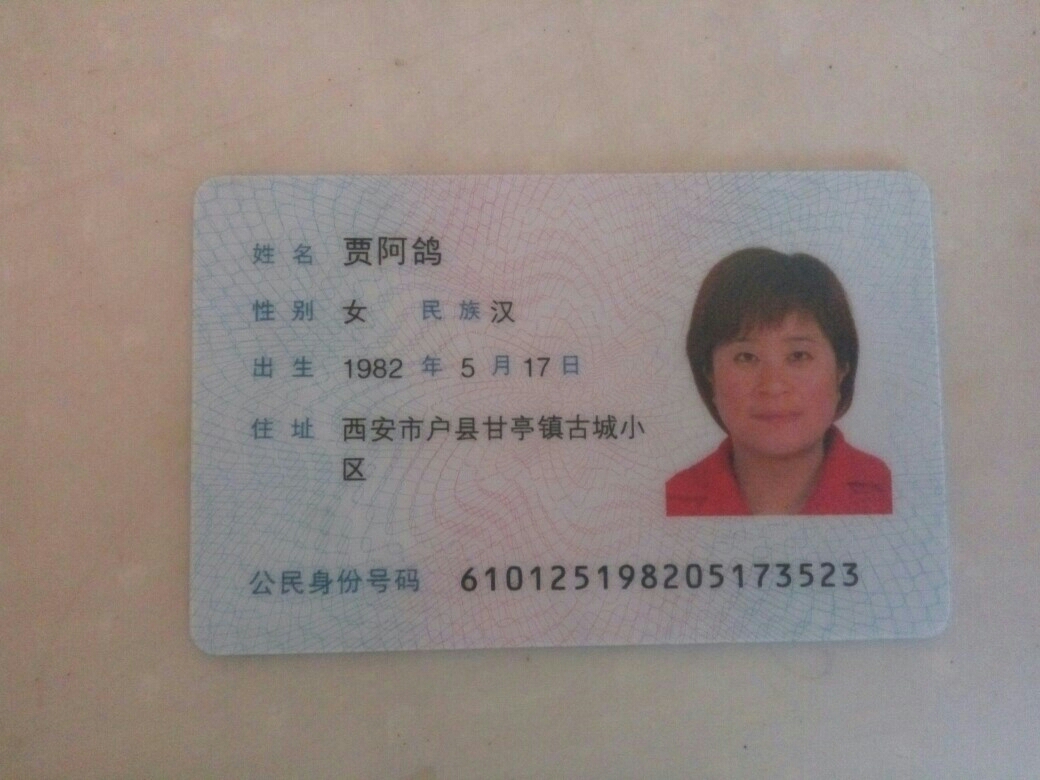 姓名 贾阿鸽
性别 女 民族 汉
出生 1982 年 5 月 17 日
住址 西安市户县甘亭镇古城小
区
公民身份号码 610125198205173523